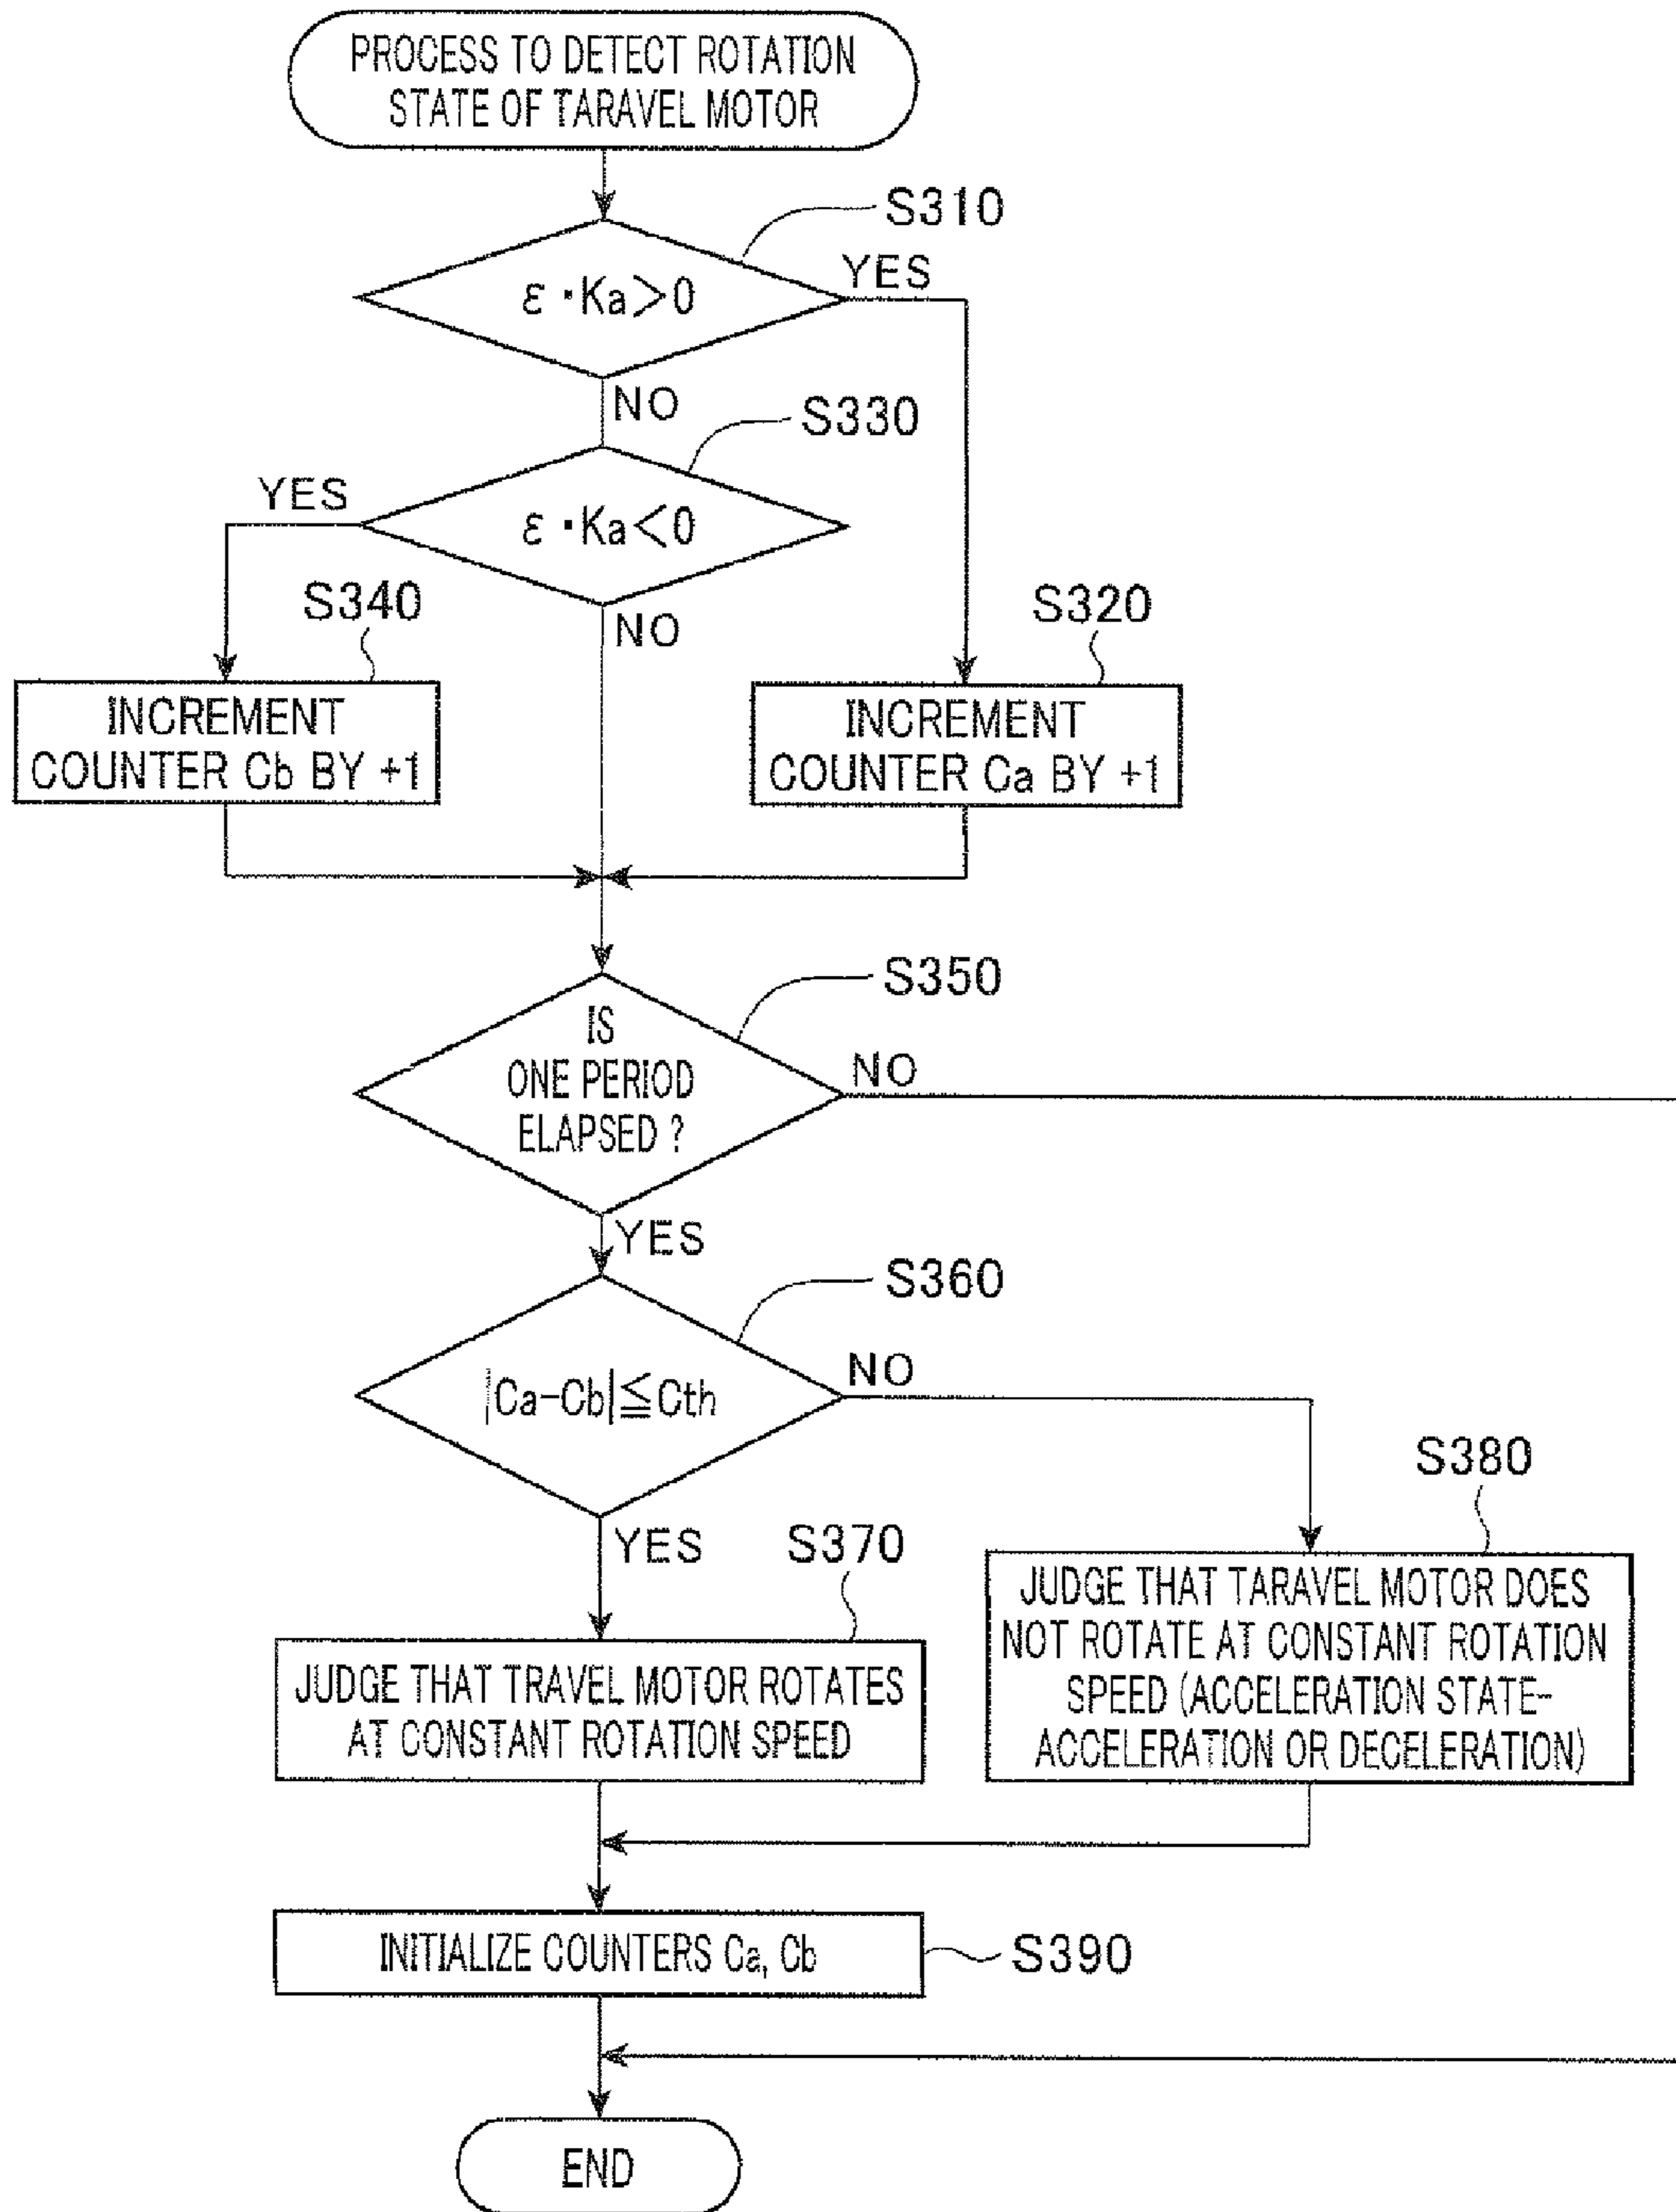 PROCESS TO DETECT ROTATION
STATE OF TARAVEL MOTOR
S310
ε・Ka>0
YES
NO
S330
YES
ε・Ka<0
S340
NO
S320
INCREMENT
COUNTER Cb BY +1
INCREMENT
COUNTER Ca BY +1
S350
IS
ONE PERIOD
ELAPSED ?
NO
YES
S360
|Ca-Cb|≦Cth
NO
YES
S370
S380
JUDGE THAT TRAVEL MOTOR ROTATES
AT CONSTANT ROTATION SPEED
JUDGE THAT TARAVEL MOTOR DOES
NOT ROTATE AT CONSTANT ROTATION
SPEED (ACCELERATION STATE-
ACCELERATION OR DECELERATION)
INITIALIZE COUNTERS Ca, Cb
S390
END